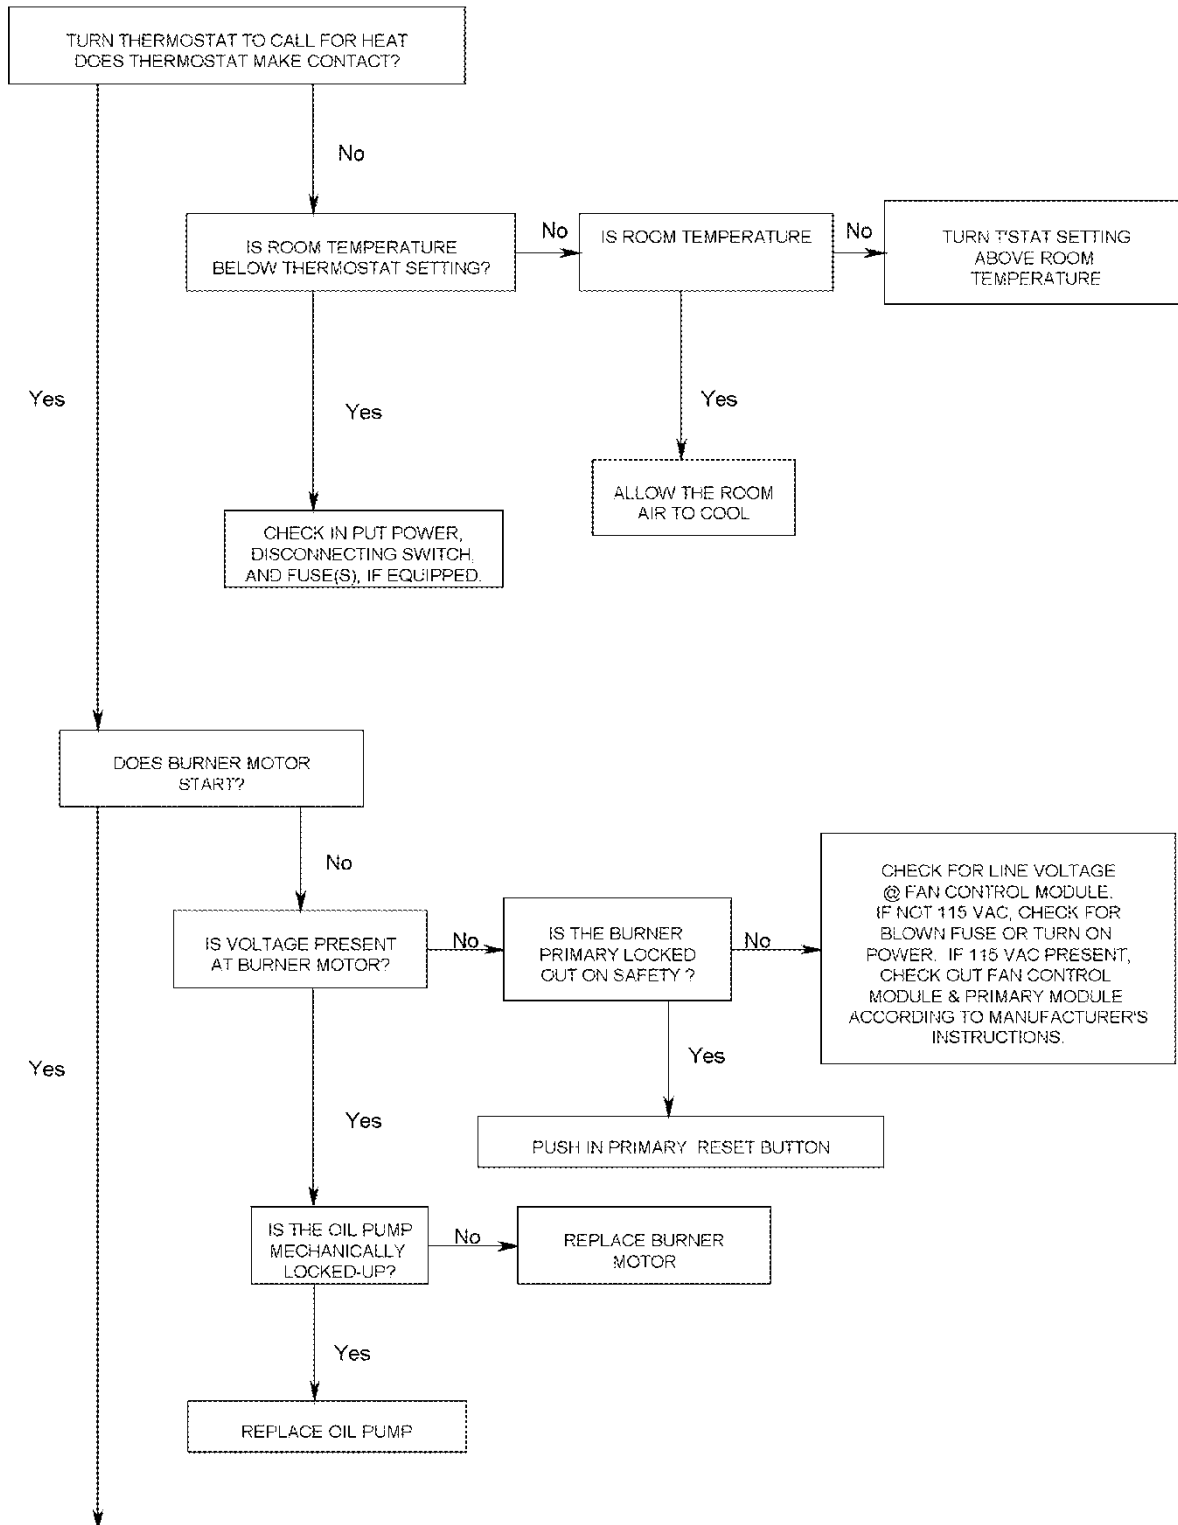 TURN THERMOSTAT TO CALL FOR HEAT
DOES THERMOSTAT MAKE CONTACT?
No
IS ROOM TEMPERATURE
BELOW THERMOSTAT SETTING?
No
IS ROOM TEMPERATURE
No
TURN T'STAT SETTING
ABOVE ROOM
TEMPERATURE
Yes
Yes
Yes
ALLOW THE ROOM
AIR TO COOL
CHECK IN PUT POWER,
DISCONNECTING SWITCH,
AND FUSE(S), IF EQUIPPED.
DOES BURNER MOTOR
START?
No
IS VOLTAGE PRESENT
AT BURNER MOTOR?
No
IS THE BURNER
PRIMARY LOCKED
OUT ON SAFETY ?
No
CHECK FOR LINE VOLTAGE
@ FAN CONTROL MODULE.
IF NOT 115 VAC, CHECK FOR
BLOWN FUSE OR TURN ON
POWER. IF 115 VAC PRESENT,
CHECK OUT FAN CONTROL
MODULE & PRIMARY MODULE
ACCORDING TO MANUFACTURER'S
INSTRUCTIONS.
Yes
Yes
Yes
PUSH IN PRIMARY RESET BUTTON
IS THE OIL PUMP
MECHANICALLY
LOCKED-UP?
No
REPLACE BURNER
MOTOR
Yes
REPLACE OIL PUMP